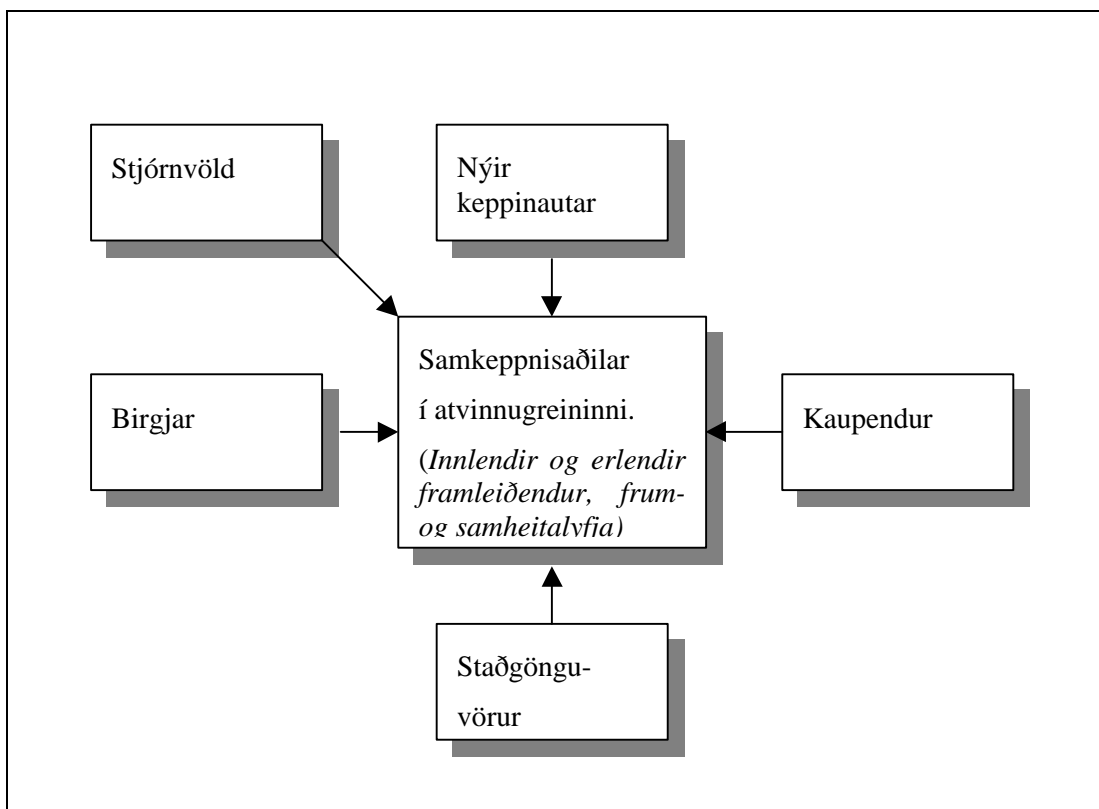 Stjórnvöld
Nýir
keppinautar
Samkeppnisaðilar
í atvinnugreininni.
(Innlendir og erlendir
framleiðendur, frum-
og samheitalyfja)
Birgjar
Kaupendur
Staðgöngu-
vörur